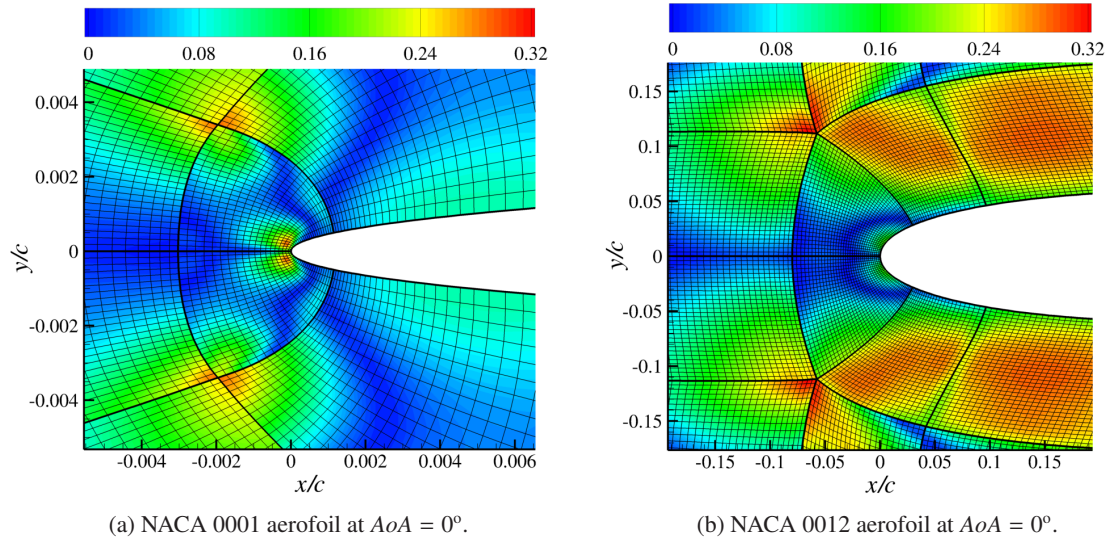 0 0.08 0.16 0.24 0.32
0.004
0.002
0
-0.002
-0.004
y/c
-0.004 -0.002 0 0.002 0.004 0.006
x/c
(a) NACA 0001 aerofoil at AoA = 0º.
0 0.08 0.16 0.24 0.32
0.15
0.1
0.05
0
-0.05
-0.1
-0.15
y/c
-0.15 -0.1 -0.05 0 0.05 0.1 0.15
x/c
(b) NACA 0012 aerofoil at AoA = 0º.